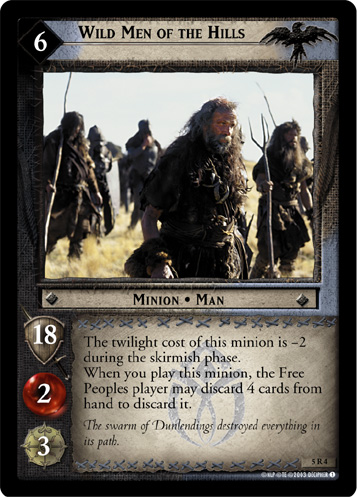 6
Wild Men of the Hills
Minion • Man
18
2
3
The twilight cost of this minion is –2
during the skirmish phase.
When you play this minion, the Free
Peoples player may discard 4 cards from
hand to discard it.
The swarm of Dunlendings destroyed everything in
its path.
5 R 4